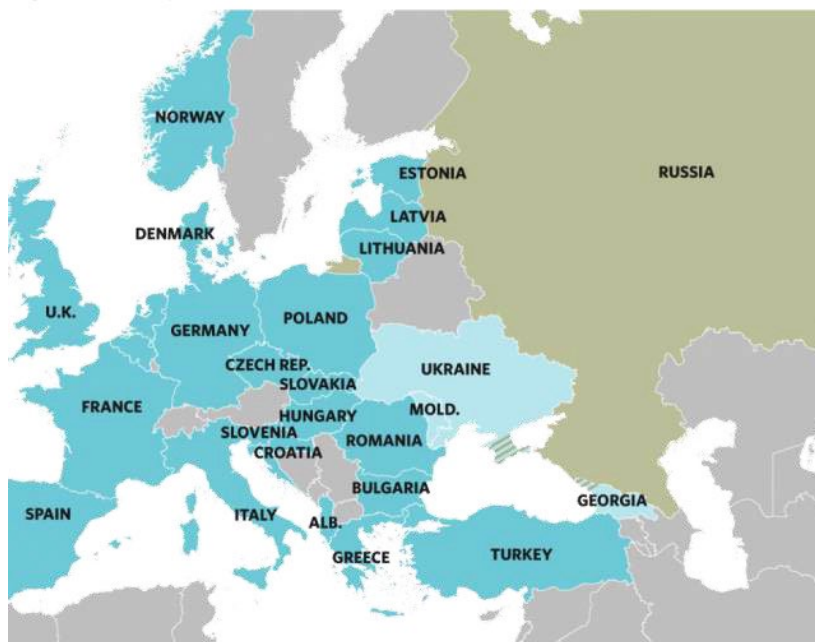 NORWAY
RUSSIA
ESTONIA
LATVIA
DENMARK
LITHUANIA
U.K.
GERMANY
POLAND
CZECH REP.
UKRAINE
SLOVAKIA
FRANCE
MOLD.
HUNGARY
SLOVENIA
ROMANIA
CROATIA
BULGARIA
GEORGIA
SPAIN
ITALY
ALB.
GREECE
TURKEY